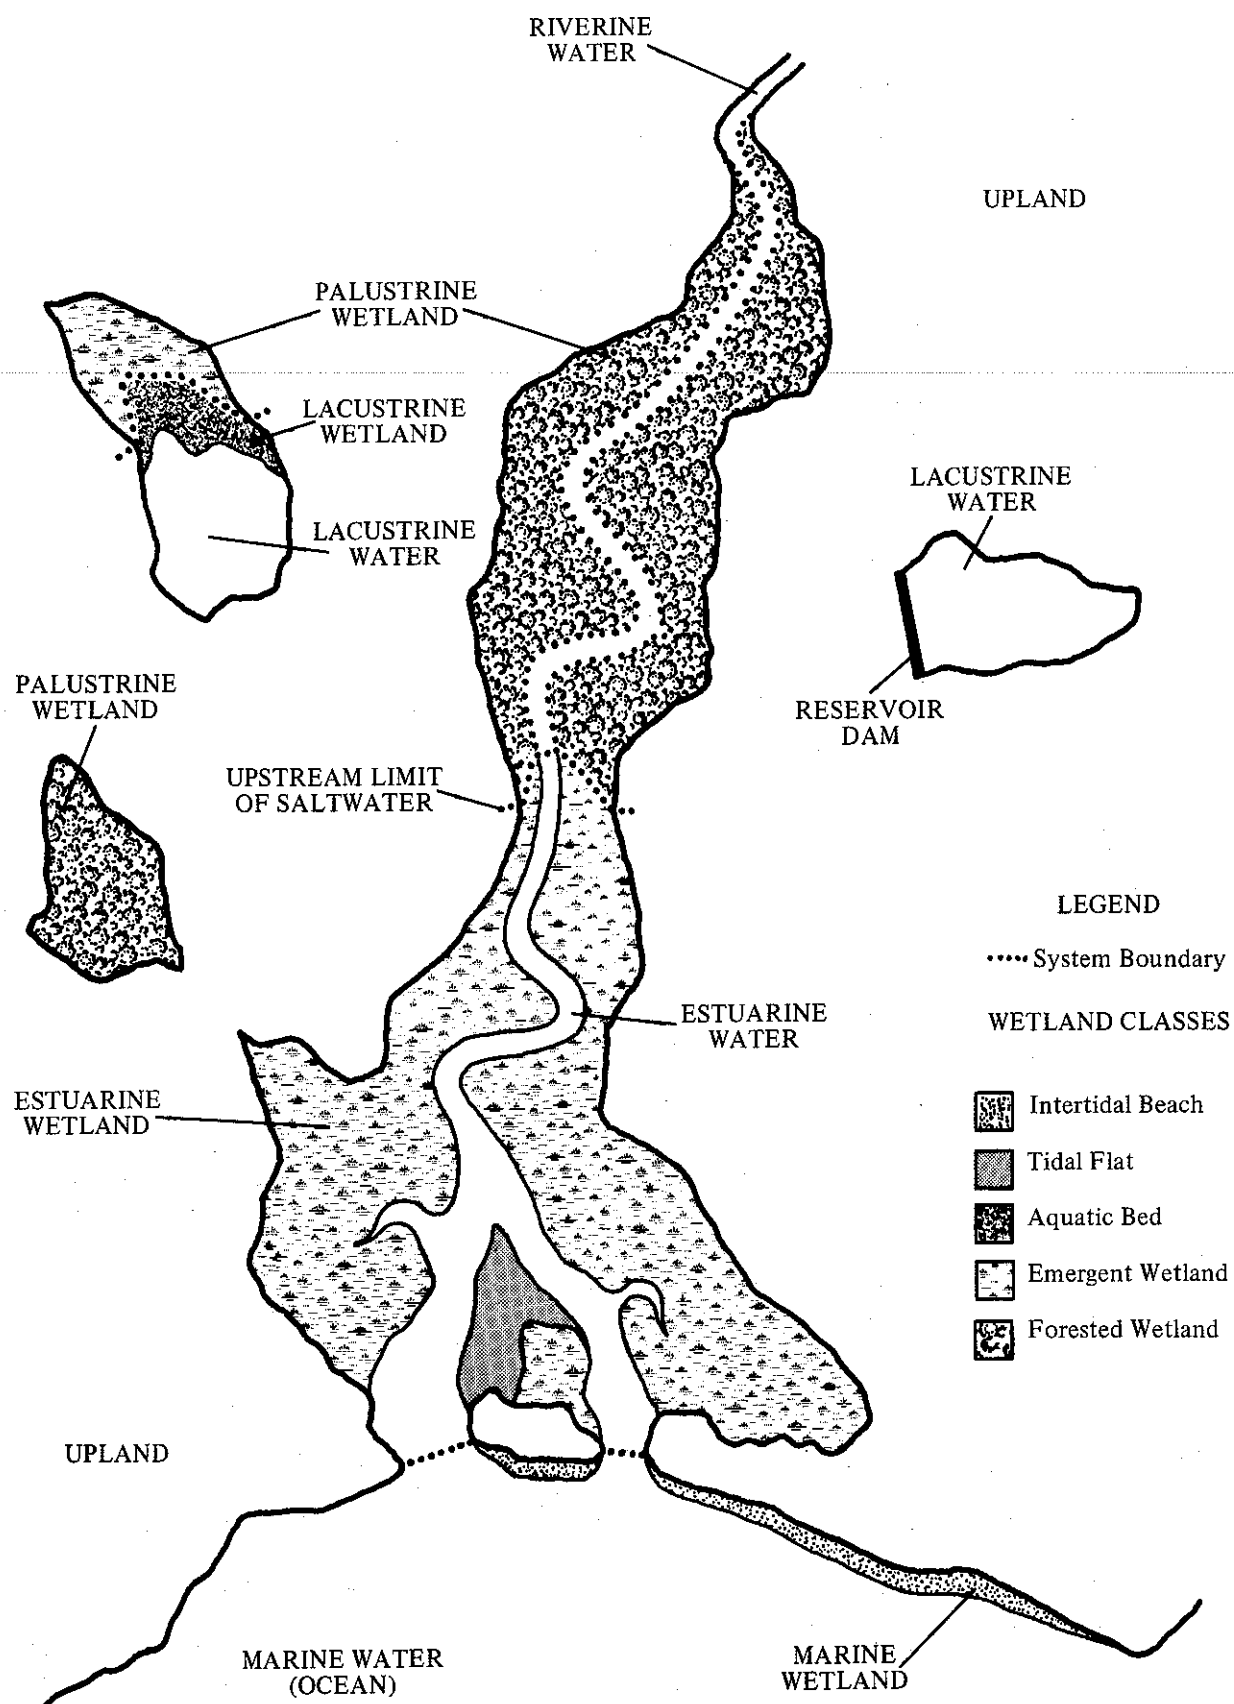 RIVERINE
WATER
UPLAND
PALUSTRINE
WETLAND
LACUSTRINE
WETLAND
LACUSTRINE
WATER
LACUSTRINE
WATER
RESERVOIR
DAM
PALUSTRINE
WETLAND
UPSTREAM LIMIT
OF SALTWATER
LEGEND
System Boundary
WETLAND CLASSES
Intertidal Beach
Tidal Flat
Aquatic Bed
Emergent Wetland
Forested Wetland
ESTUARINE
WATER
ESTUARINE
WETLAND
UPLAND
MARINE WATER
(OCEAN)
MARINE
WETLAND